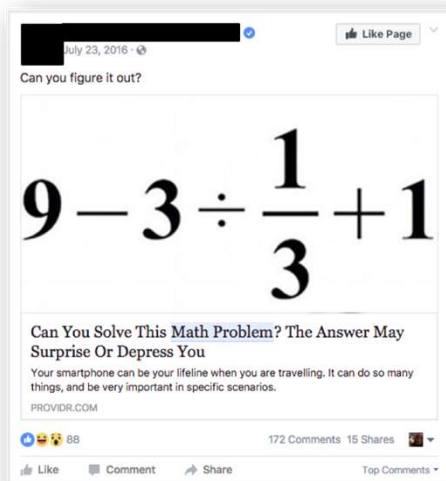 July 23, 2016 ·
Like Page
Can you figure it out?
9 − 3 ÷ 1/3 + 1
Can You Solve This Math Problem? The Answer May
Surprise Or Depress You
Your smartphone can be your lifeline when you are travelling. It can do so many
things, and be very important in specific scenarios.
PROVIDR.COM
88
172 Comments 15 Shares
Like Comment Share
Top Comments